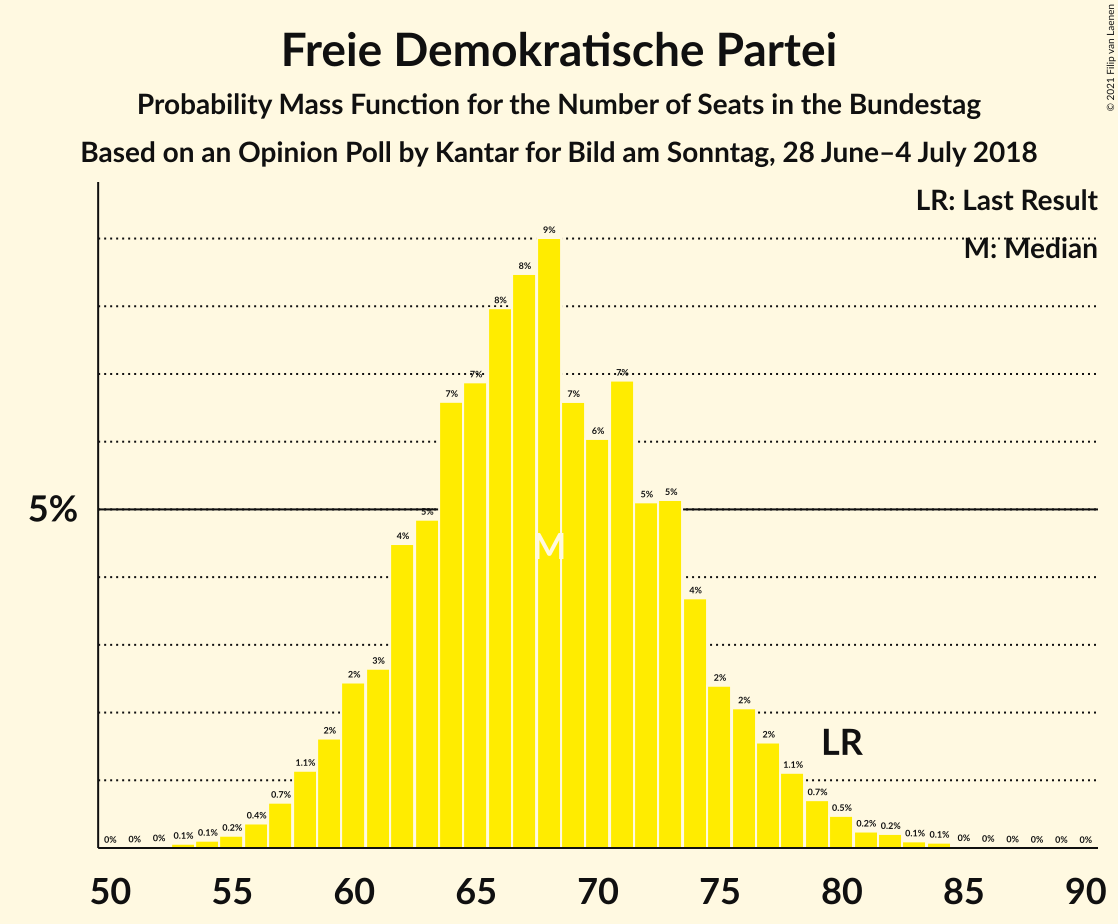 Freie Demokratische Partei
Probability Mass Function for the Number of Seats in the Bundestag
Based on an Opinion Poll by Kantar for Bild am Sonntag, 28 June–4 July 2018
© 2021 Filip van Laenen
LR: Last Result
M: Median
5%
0% 0% 0% 0.1% 0.1% 0.2% 0.4% 0.7% 1.1% 2% 2% 3% 4% 5% 7% 7% 8% 8% 9% 7% 6% 7% 5% 5% 4% 2% 2% 2% 1.1% 0.7% 0.5% 0.2% 0.2% 0.1% 0.1% 0% 0% 0% 0% 0% 0%
M
LR
50 55 60 65 70 75 80 85 90